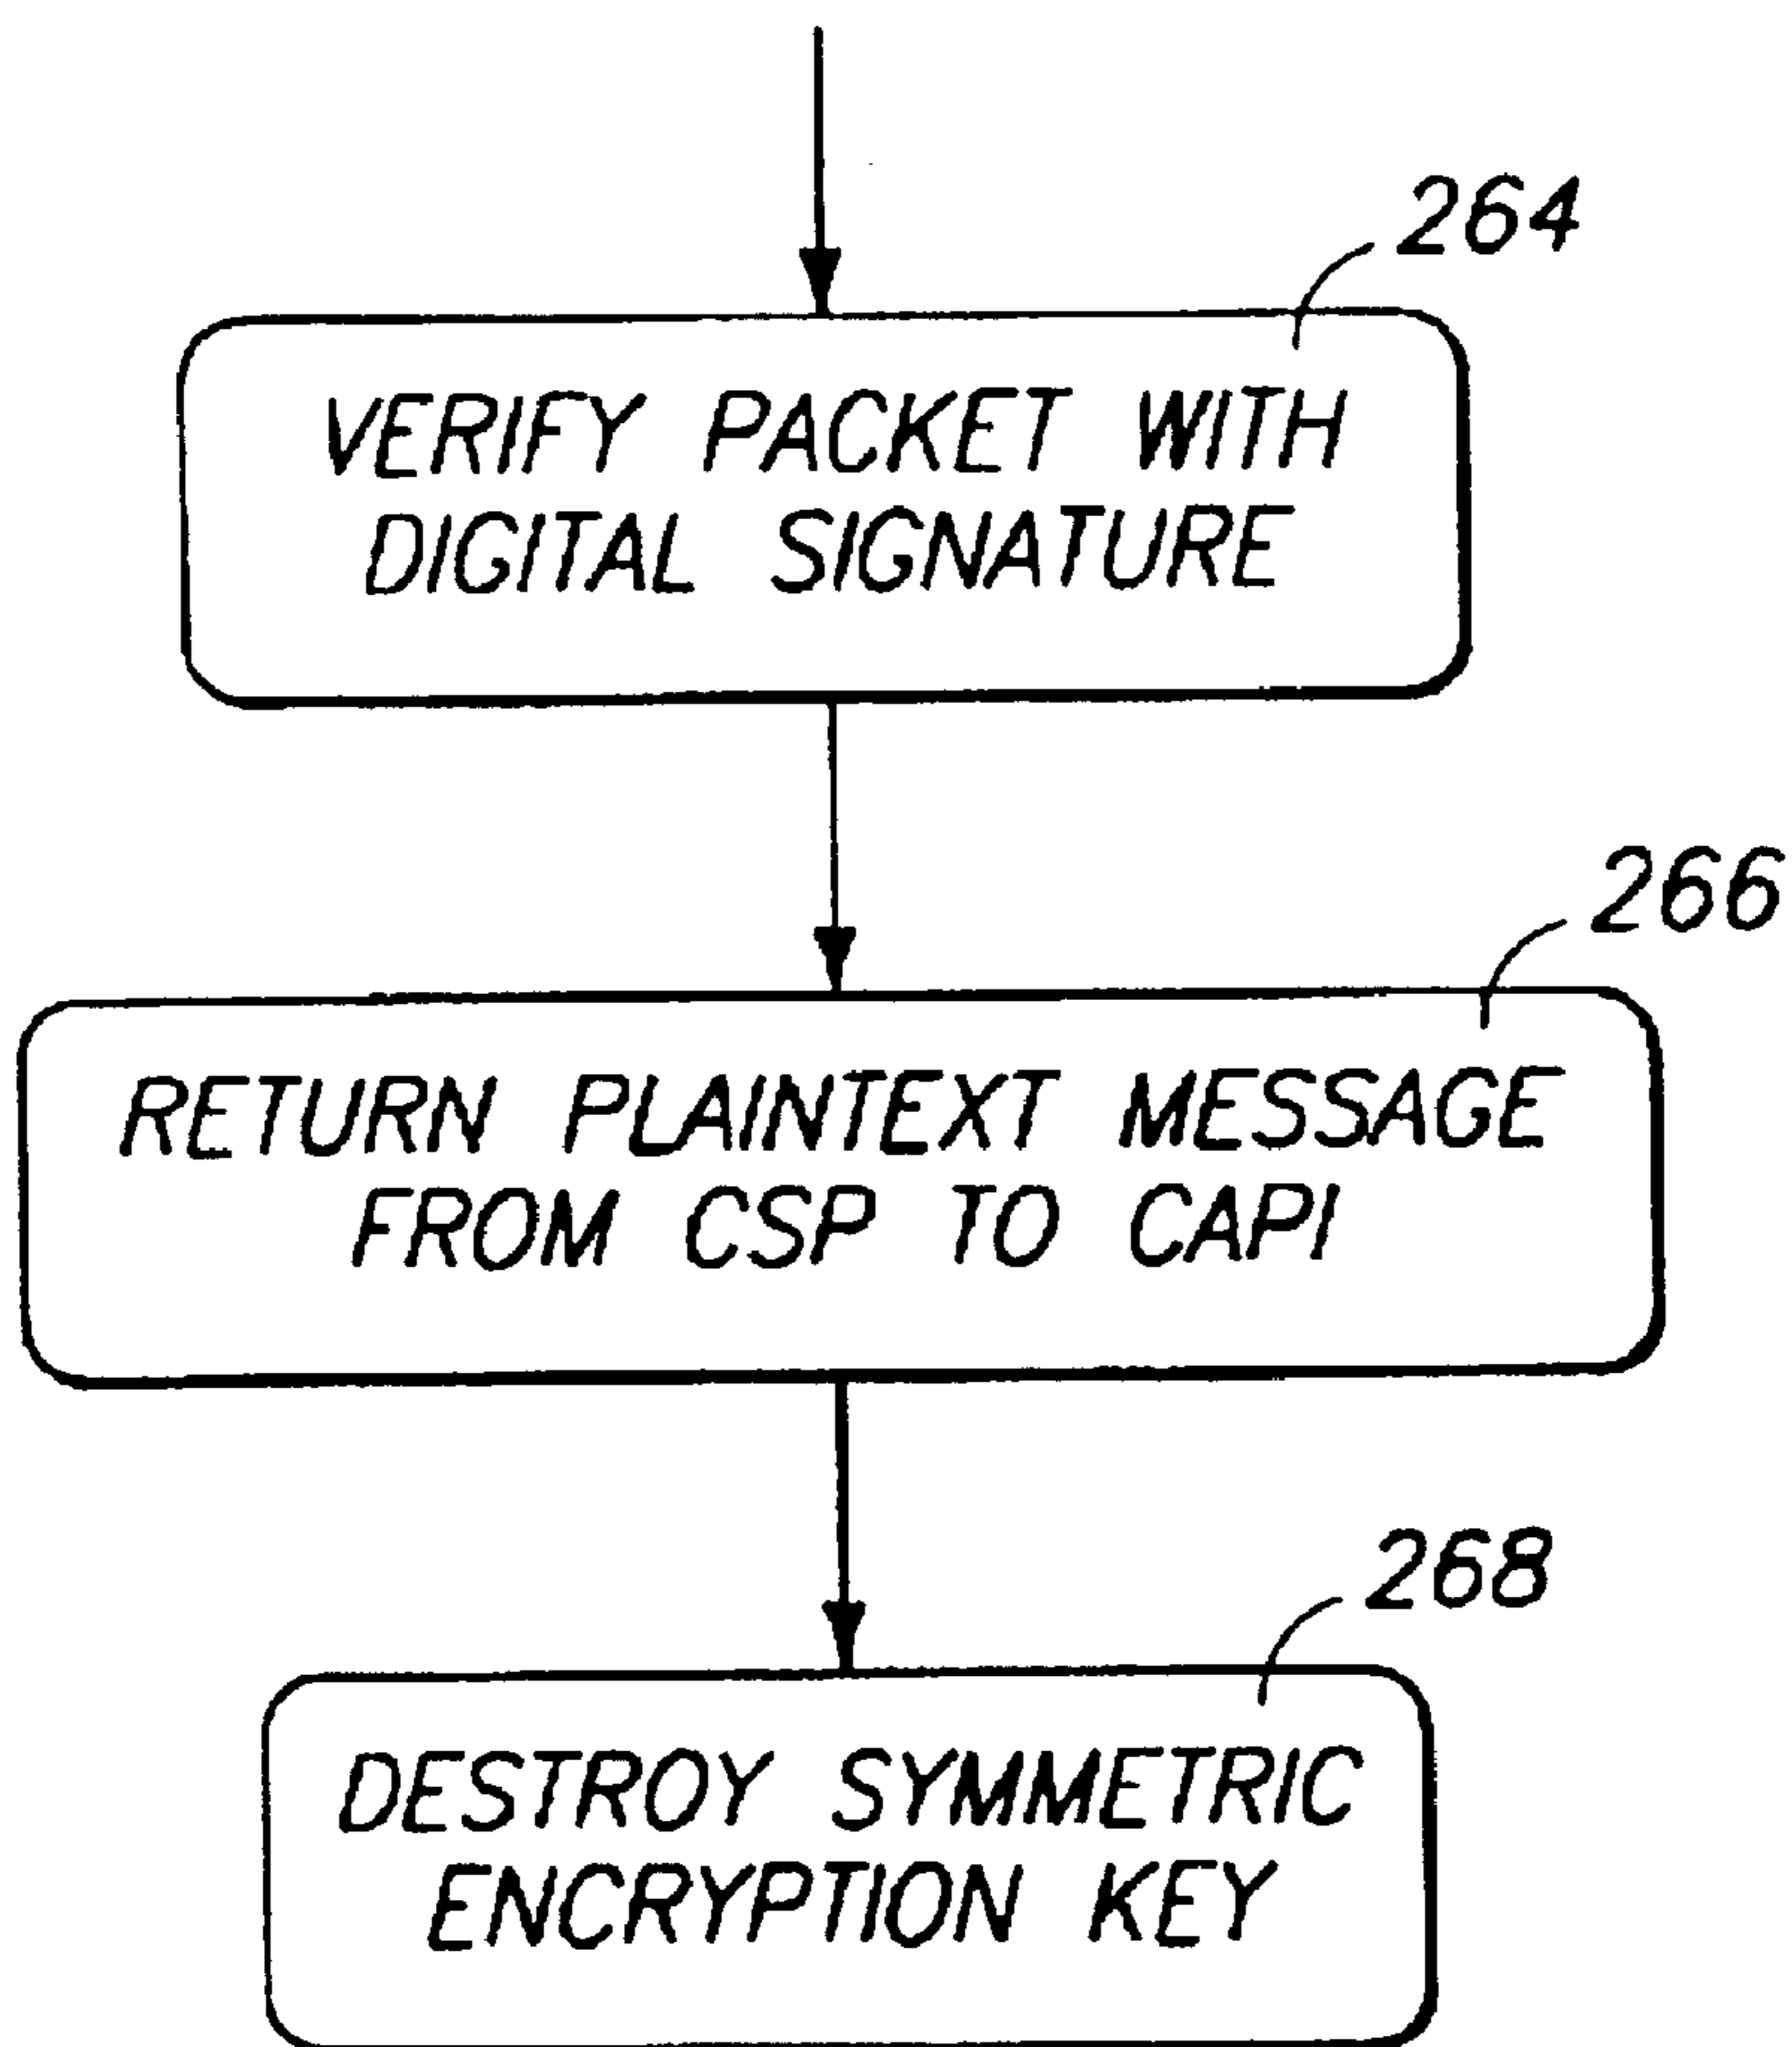 264
VERIFY PACKET WITH
DIGITAL SIGNATURE
266
RETURN PLAINTEXT MESSAGE
FROM CSP TO CAPI
268
DESTROY SYMMETRIC
ENCRYPTION KEY